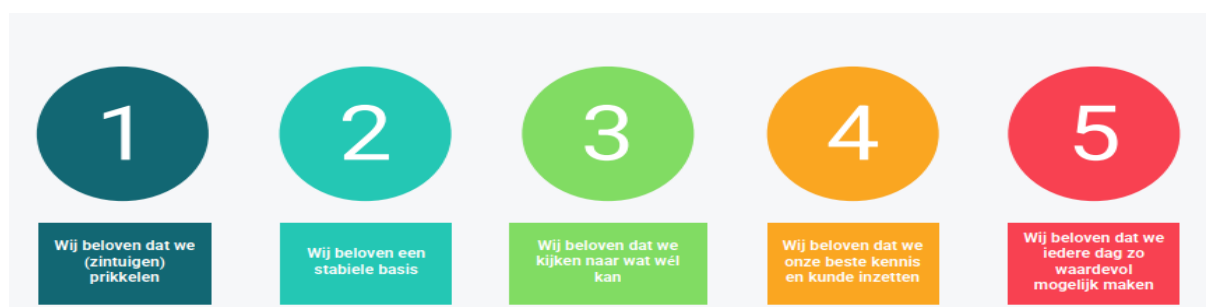 1
2
3
4
5
Wij beloven dat we
(zintuigen)
prikkelen
Wij beloven een
stabiele basis
Wij beloven dat we
kijken naar wat wél
kan
Wij beloven dat we
onze beste kennis
en kunde inzetten
Wij beloven dat we
iedere dag zo
waardevol
mogelijk maken